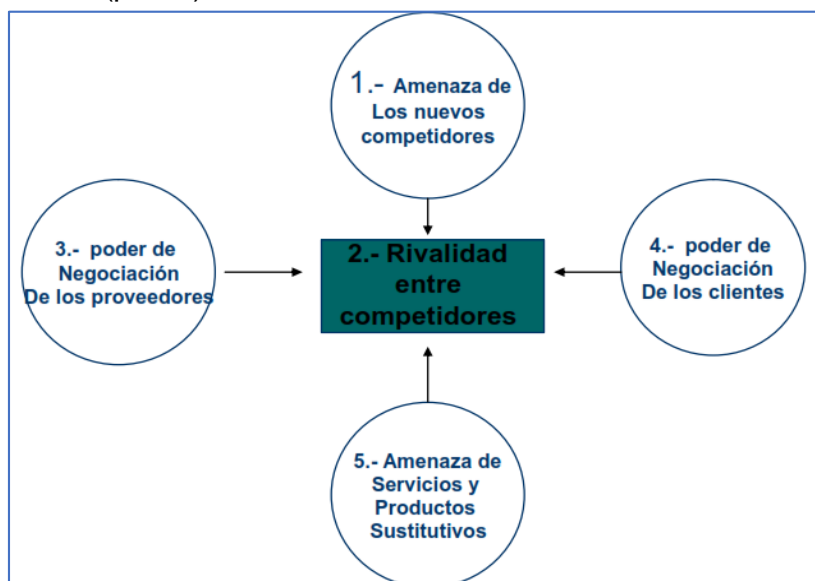 1.- Amenaza de
Los nuevos
competidores
3.- poder de
Negociación
De los proveedores
2.- Rivalidad
entre
competidores
4.- poder de
Negociación
De los clientes
5.- Amenaza de
Servicios y
Productos
Sustitutivos